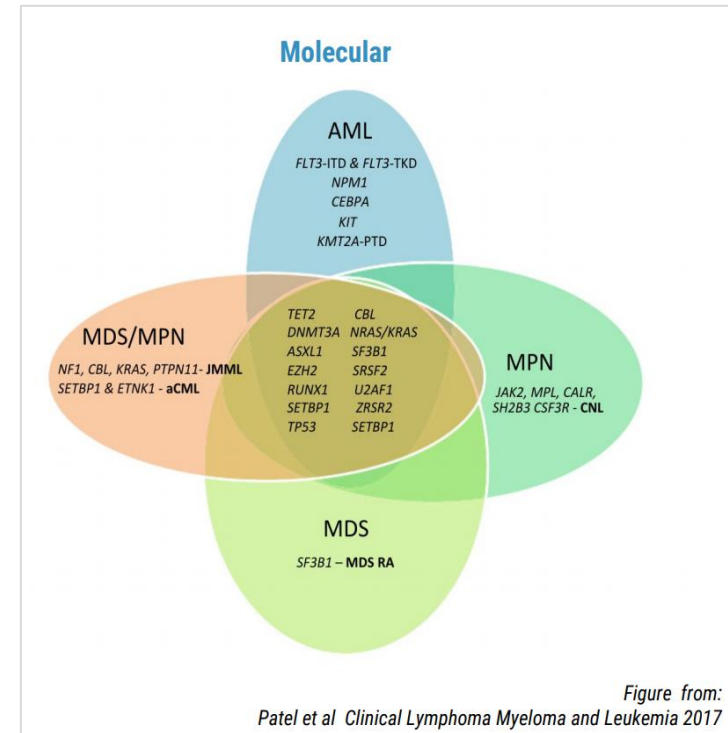 Molecular
AML
FLT3-ITD & FLT3-TKD
NPM1
CEBPA
KIT
KMT2A-PTD
MDS/MPN
NF1, CBL, KRAS, PTPN11- JMML
SETBP1 & ETNK1 - aCML
TET2 CBL
DNMT3A NRAS/KRAS
ASXL1 SF3B1
EZH2 SRSF2
RUNX1 U2AF1
SETBP1 ZRSR2
TP53 SETBP1
MPN
JAK2, MPL, CALR,
SH2B3 CSF3R - CNL
MDS
SF3B1 – MDS RA
Figure from:
Patel et al Clinical Lymphoma Myeloma and Leukemia 2017